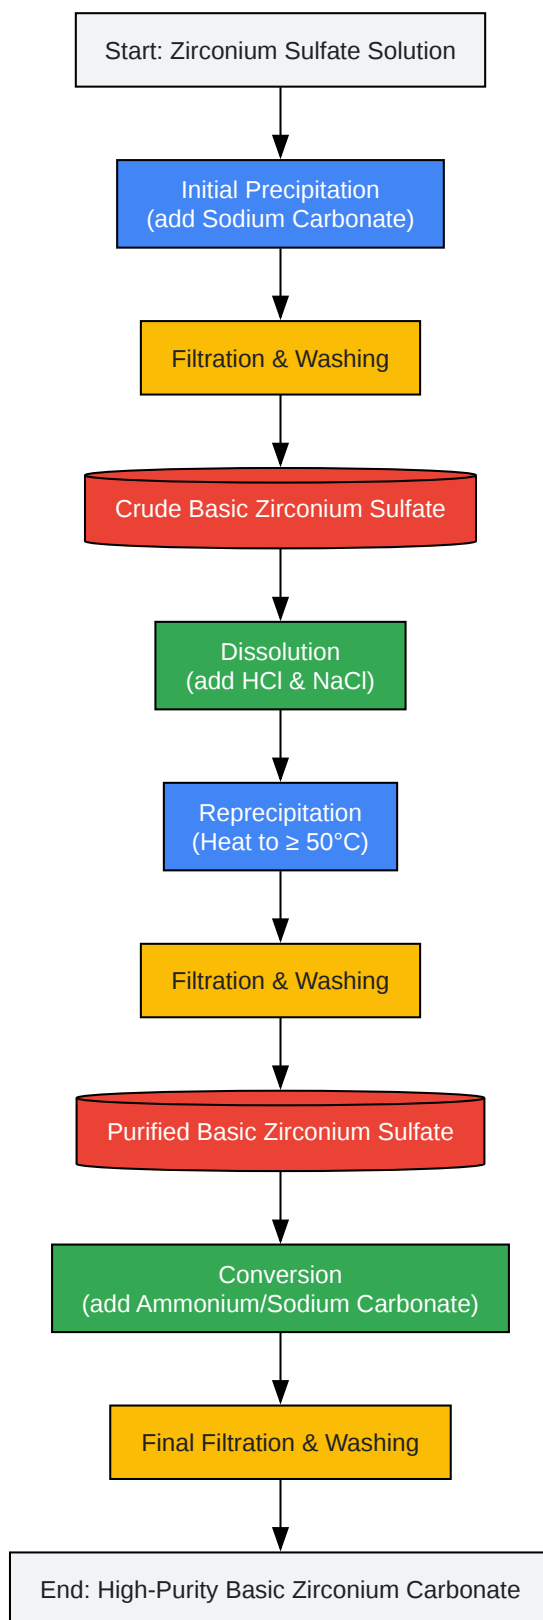 Start: Zirconium Sulfate Solution
Initial Precipitation
(add Sodium Carbonate)
Filtration & Washing
Crude Basic Zirconium Sulfate
Dissolution
(add HCl & NaCl)
Reprecipitation
(Heat to ≥ 50°C)
Filtration & Washing
Purified Basic Zirconium Sulfate
Conversion
(add Ammonium/Sodium Carbonate)
Final Filtration & Washing
End: High-Purity Basic Zirconium Carbonate